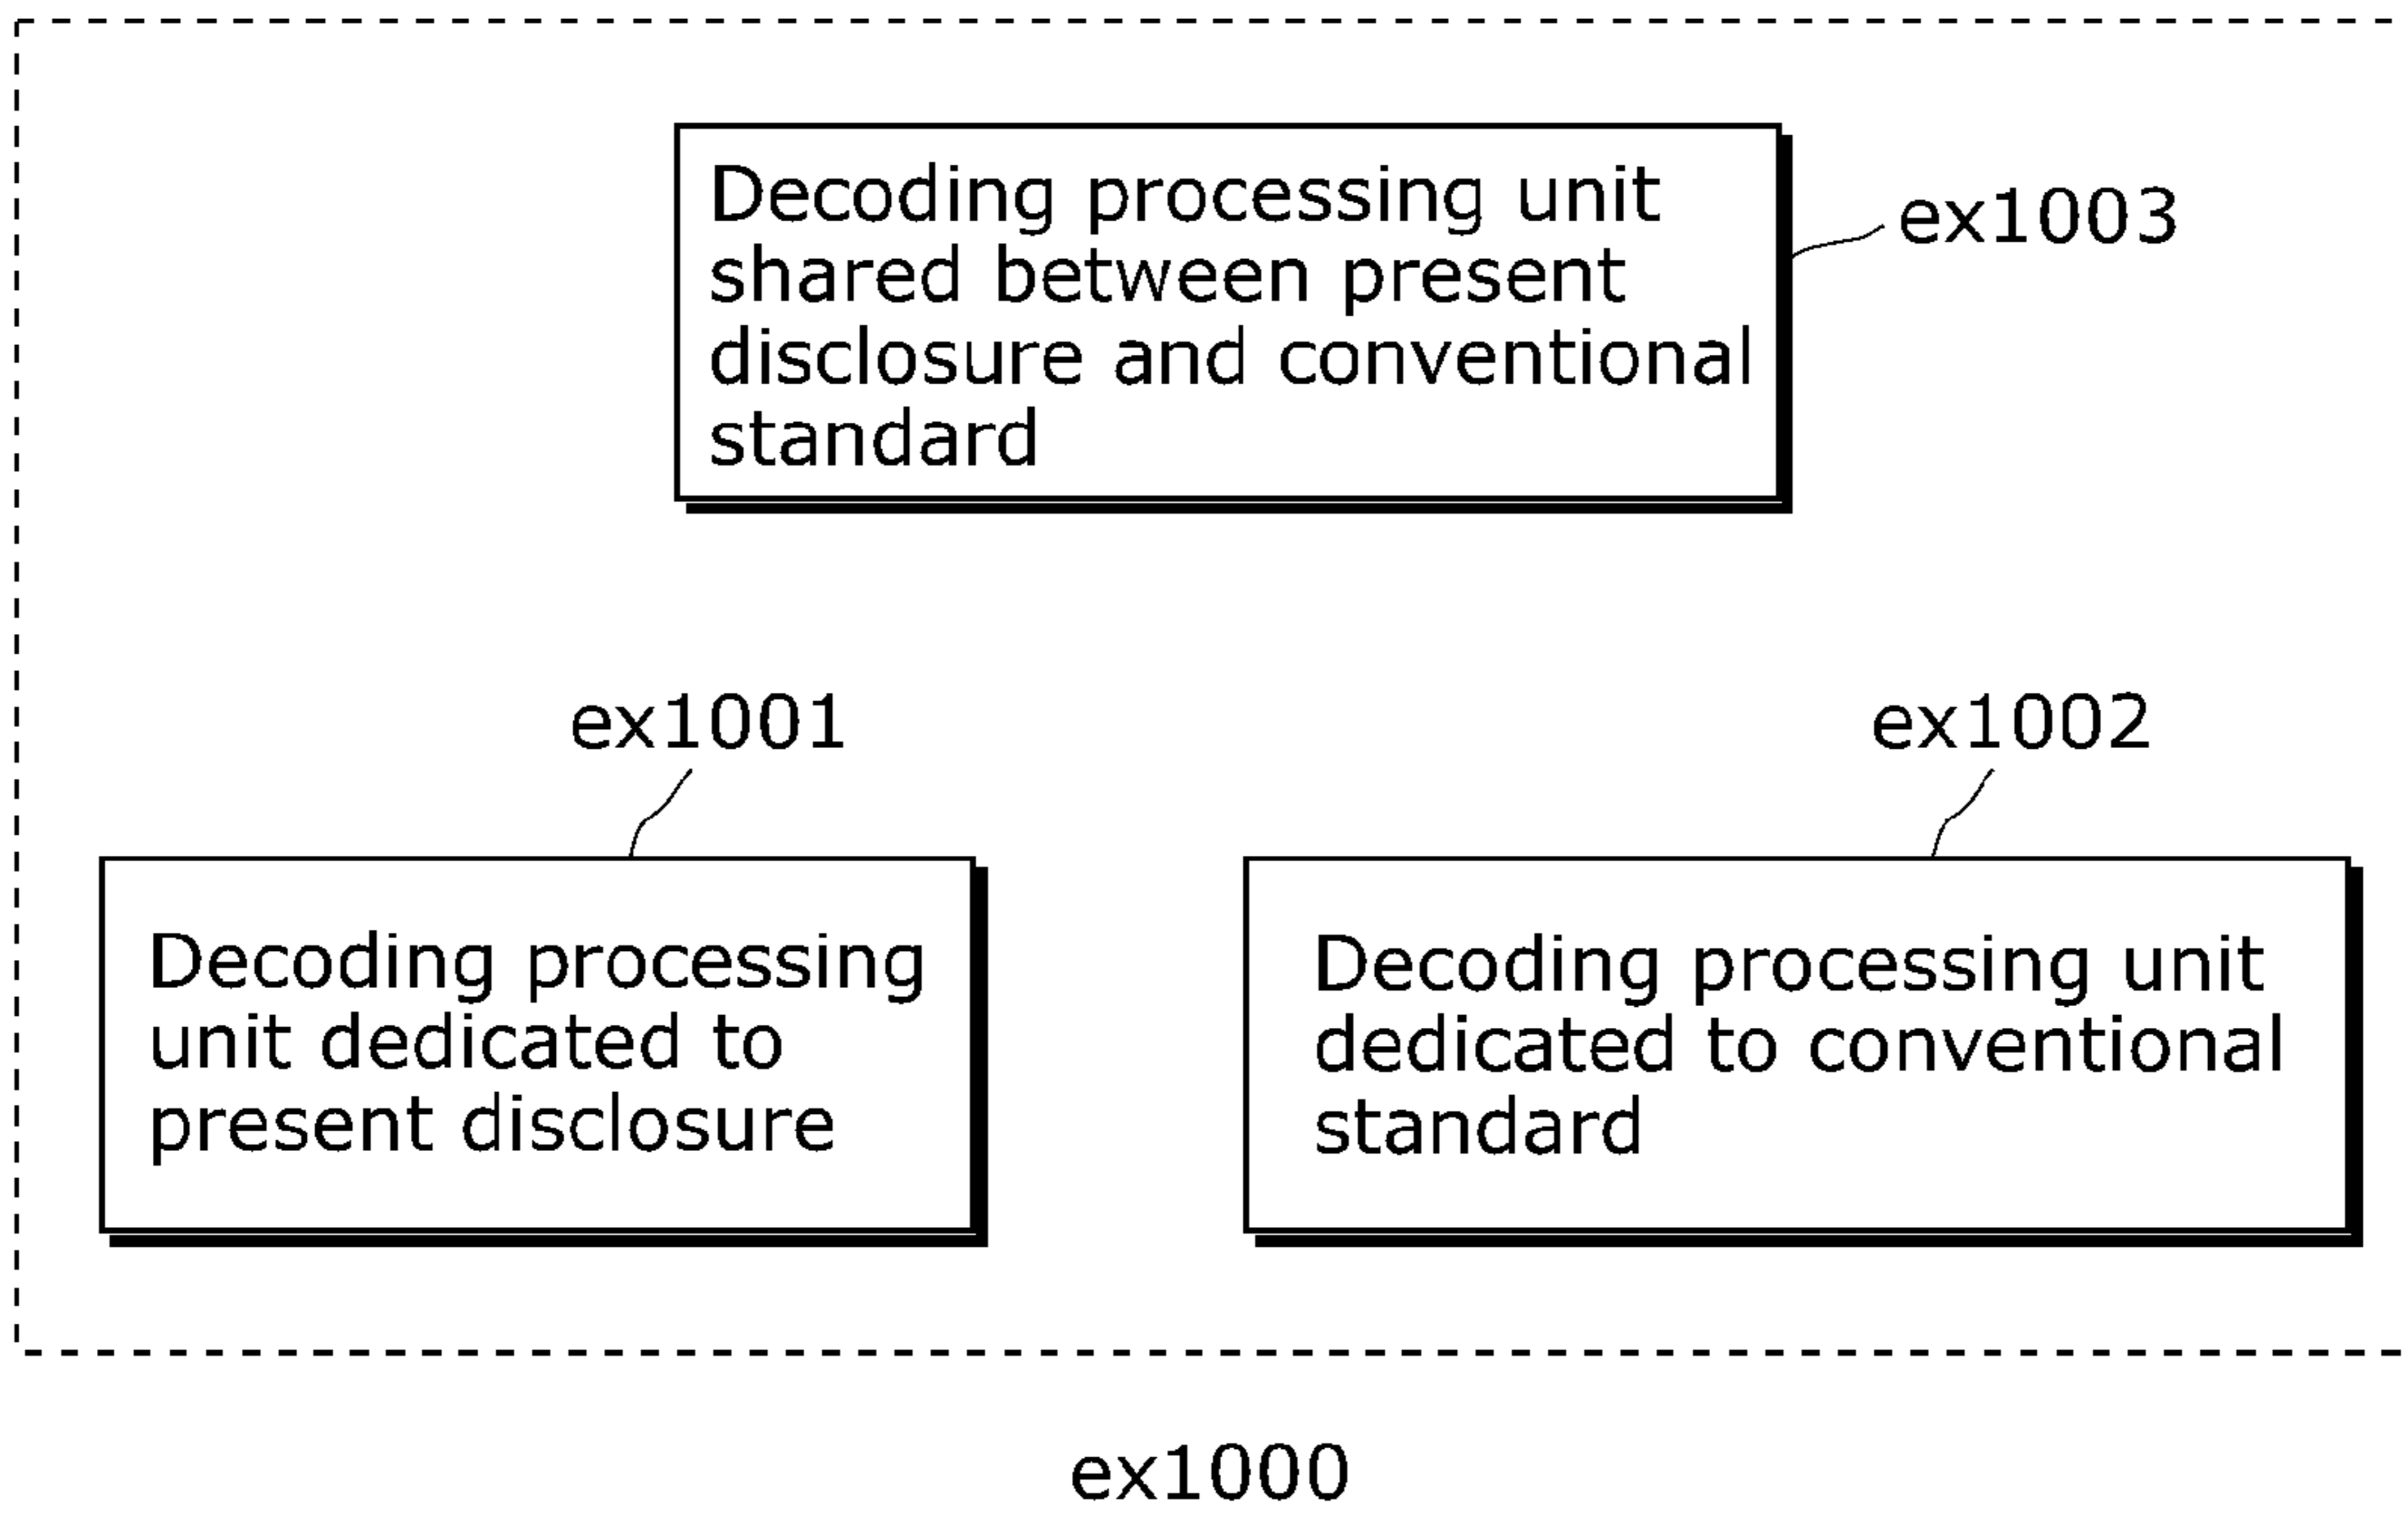 Decoding processing unit
shared between present
disclosure and conventional
standard
ex1003
ex1001
ex1002
Decoding processing
unit dedicated to
present disclosure
Decoding processing unit
dedicated to conventional
standard
ex1000